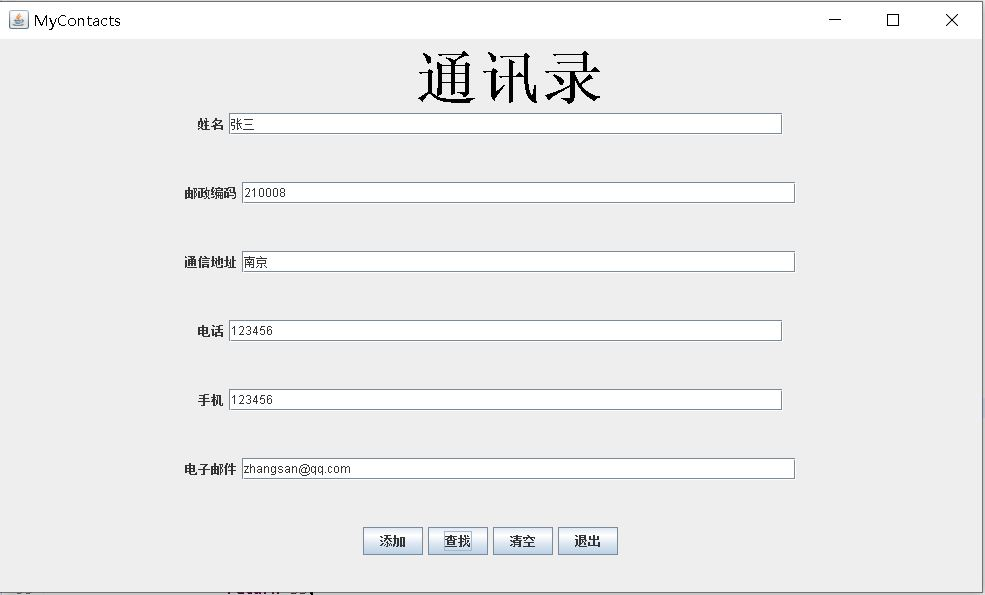 MyContacts
通讯录
姓名 张三
邮政编码 210008
通信地址 南京
电话 123456
手机 123456
电子邮件 zhangsan@qq.com
添加 查找 清空 退出